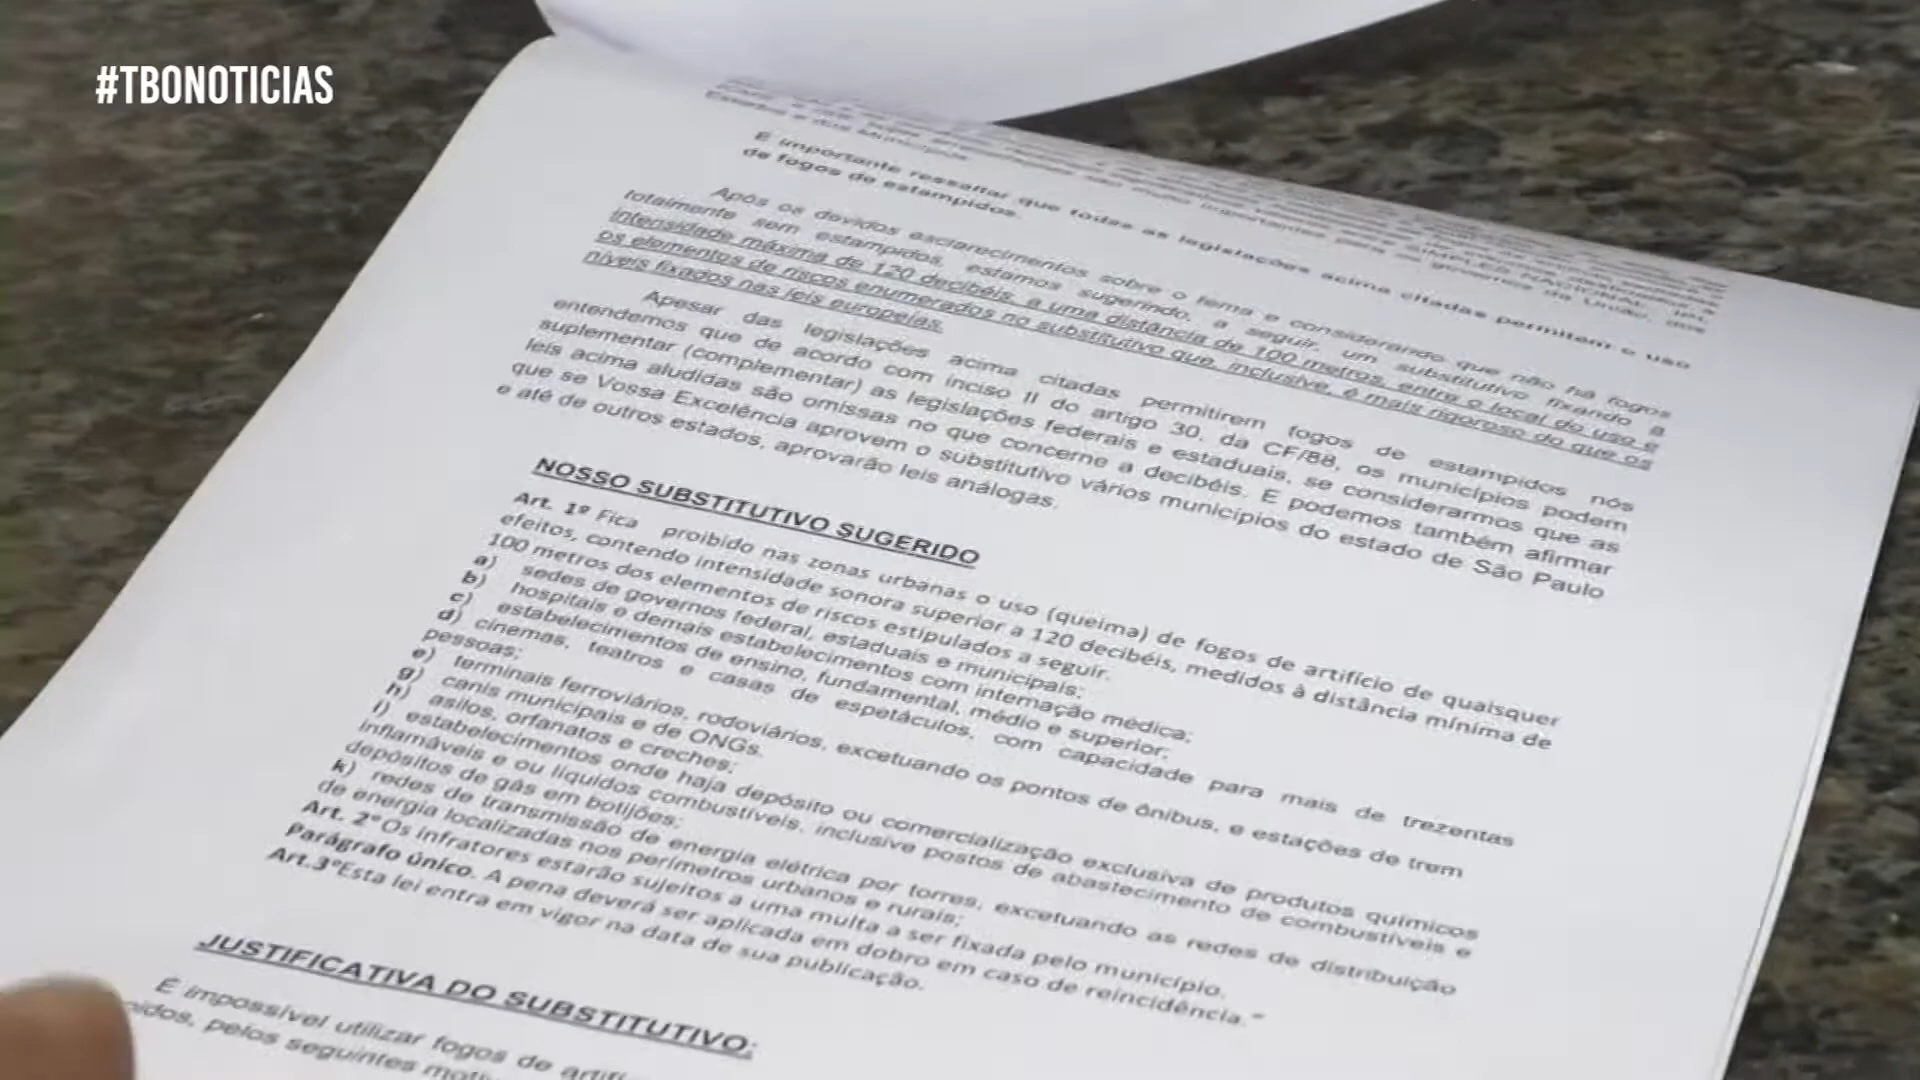 #TBONOTICIAS
É importante ressaltar que todas as legislações acima citadas permitem o uso
de fogos de estampidos.
Após os devidos esclarecimentos sobre o tema e considerando que não há fogos
totalmente sem estampidos, estamos sugerindo, a seguir, um substitutivo fixando a
intensidade máxima de 120 decibéis, a uma distância de 100 metros, entre o local do uso e
os elementos de riscos enumerados no substitutivo que, inclusive, é mais rigoroso do que os
níveis fixados nas leis europeias.
Apesar das legislações acima citadas permitirem fogos de estampidos nós
entendemos que de acordo com inciso II do artigo 30, da CF/88, os municípios podem
suplementar (complementar) as legislações federais e estaduais, se considerarmos que as
leis acima aludidas são omissas no que concerne a decibéis. E podemos também afirmar
que se Vossa Excelência aprovem o substitutivo vários municípios do estado de São Paulo
e até de outros estados, aprovarão leis análogas.
NOSSO SUBSTITUTIVO SUGERIDO
Art. 1º Fica proibido nas zonas urbanas o uso (queima) de fogos de artifício de quaisquer
efeitos, contendo intensidade sonora superior a 120 decibéis, medidos à distância mínima de
100 metros dos elementos de riscos estipulados a seguir.
a) sedes de governos federal, estaduais e municipais;
b) hospitais e demais estabelecimentos com internação médica;
c) estabelecimentos de ensino, fundamental, médio e superior;
d) cinemas, teatros e casas de espetáculos, com capacidade para mais de trezentas
pessoas;
e) terminais ferroviários, rodoviários, excetuando os pontos de ônibus, e estações de trem
g) canis municipais e de ONGs.
h) asilos, orfanatos e creches;
i) estabelecimentos onde haja depósito ou comercialização exclusiva de produtos químicos
inflamáveis e ou líquidos combustíveis, inclusive postos de abastecimento de combustíveis e
depósitos de gás em botijões;
k) redes de transmissão de energia elétrica por torres, excetuando as redes de distribuição
de energia localizadas nos perímetros urbanos e rurais;
Art. 2º Os infratores estarão sujeitos a uma multa a ser fixada pelo município.
Parágrafo único. A pena deverá ser aplicada em dobro em caso de reincidência."
Art.3º Esta lei entra em vigor na data de sua publicação.
JUSTIFICATIVA DO SUBSTITUTIVO:
É impossível utilizar fogos de
pelos seguintes